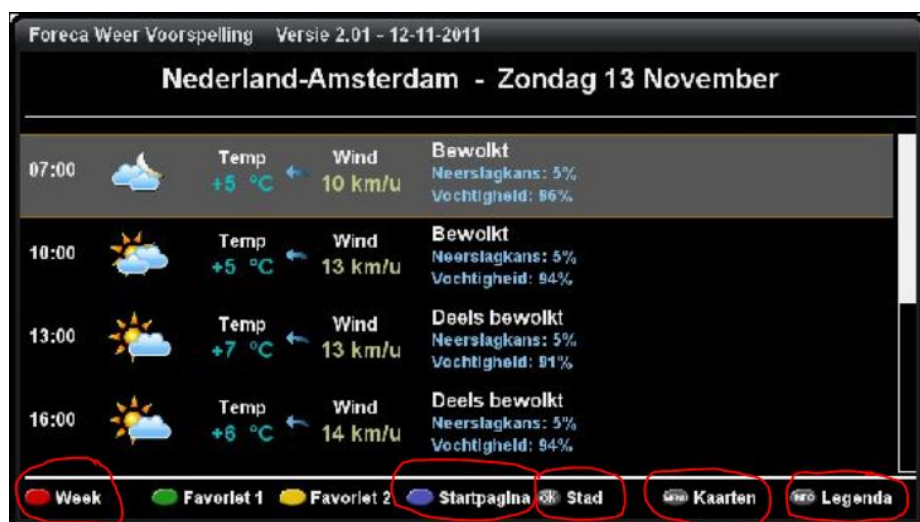 Foreca Weer Voorspelling Versie 2.01 - 12-11-2011
Nederland-Amsterdam - Zondag 13 November
07:00 Temp +5 °C Wind 10 km/u Bewolkt
Neerslagkans: 5%
Vochtigheid: 96%
10:00 Temp +5 °C Wind 13 km/u Bewolkt
Neerslagkans: 5%
Vochtigheid: 94%
13:00 Temp +7 °C Wind 13 km/u Deels bewolkt
Neerslagkans: 5%
Vochtigheid: 91%
16:00 Temp +6 °C Wind 14 km/u Deels bewolkt
Neerslagkans: 5%
Vochtigheid: 94%
Week Favoriet 1 Favoriet 2 Startpagina OK Stad MENU Kaarten INFO Legenda